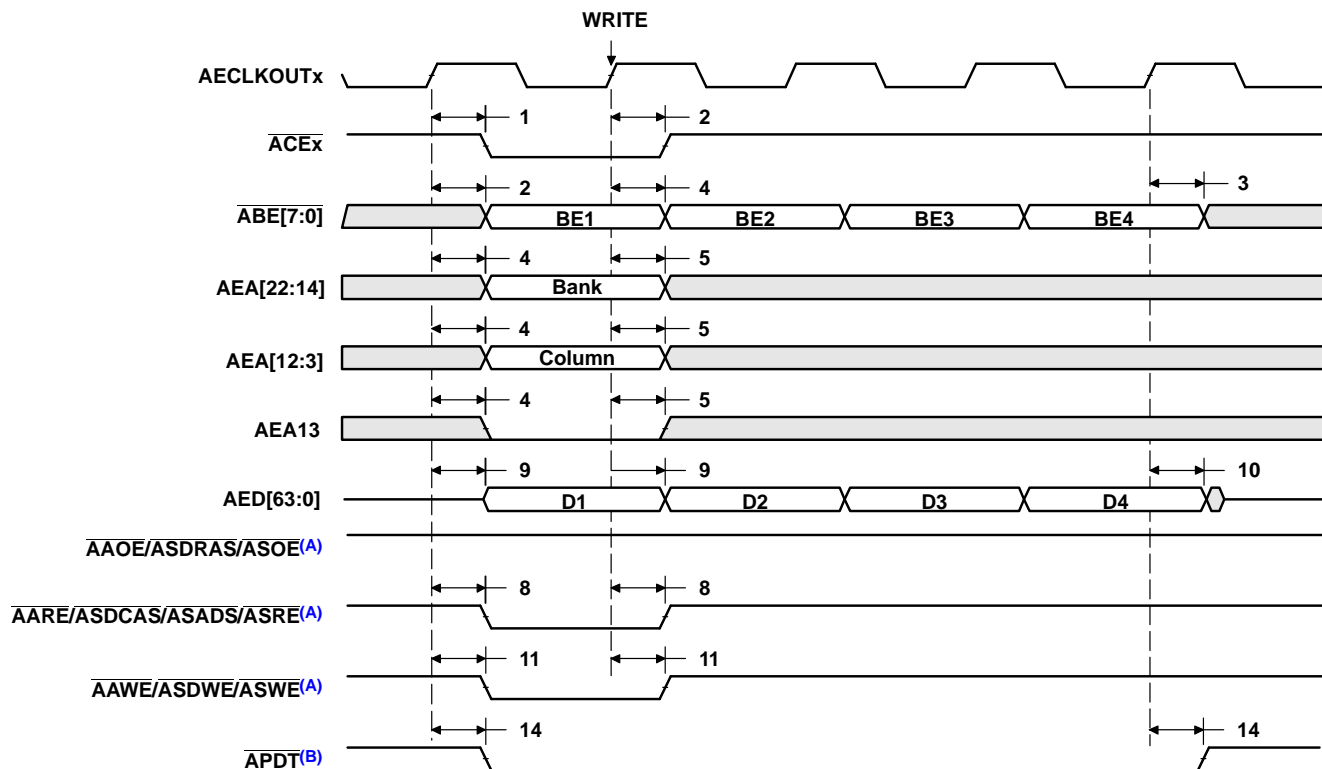 WRITE
AECLKOUTx
1 2
ACEx
2 4 3
ABE[7:0] BE1 BE2 BE3 BE4
4 5
AEA[22:14] Bank
4 5
AEA[12:3] Column
4 5
AEA13
9 9 10
AED[63:0] D1 D2 D3 D4
AAOE/ASDRAS/ASOE(A)
8 8
AARE/ASDCAS/ASADS/ASRE(A)
11 11
AAWE/ASDWE/ASWE(A)
14 14
APDT(B)